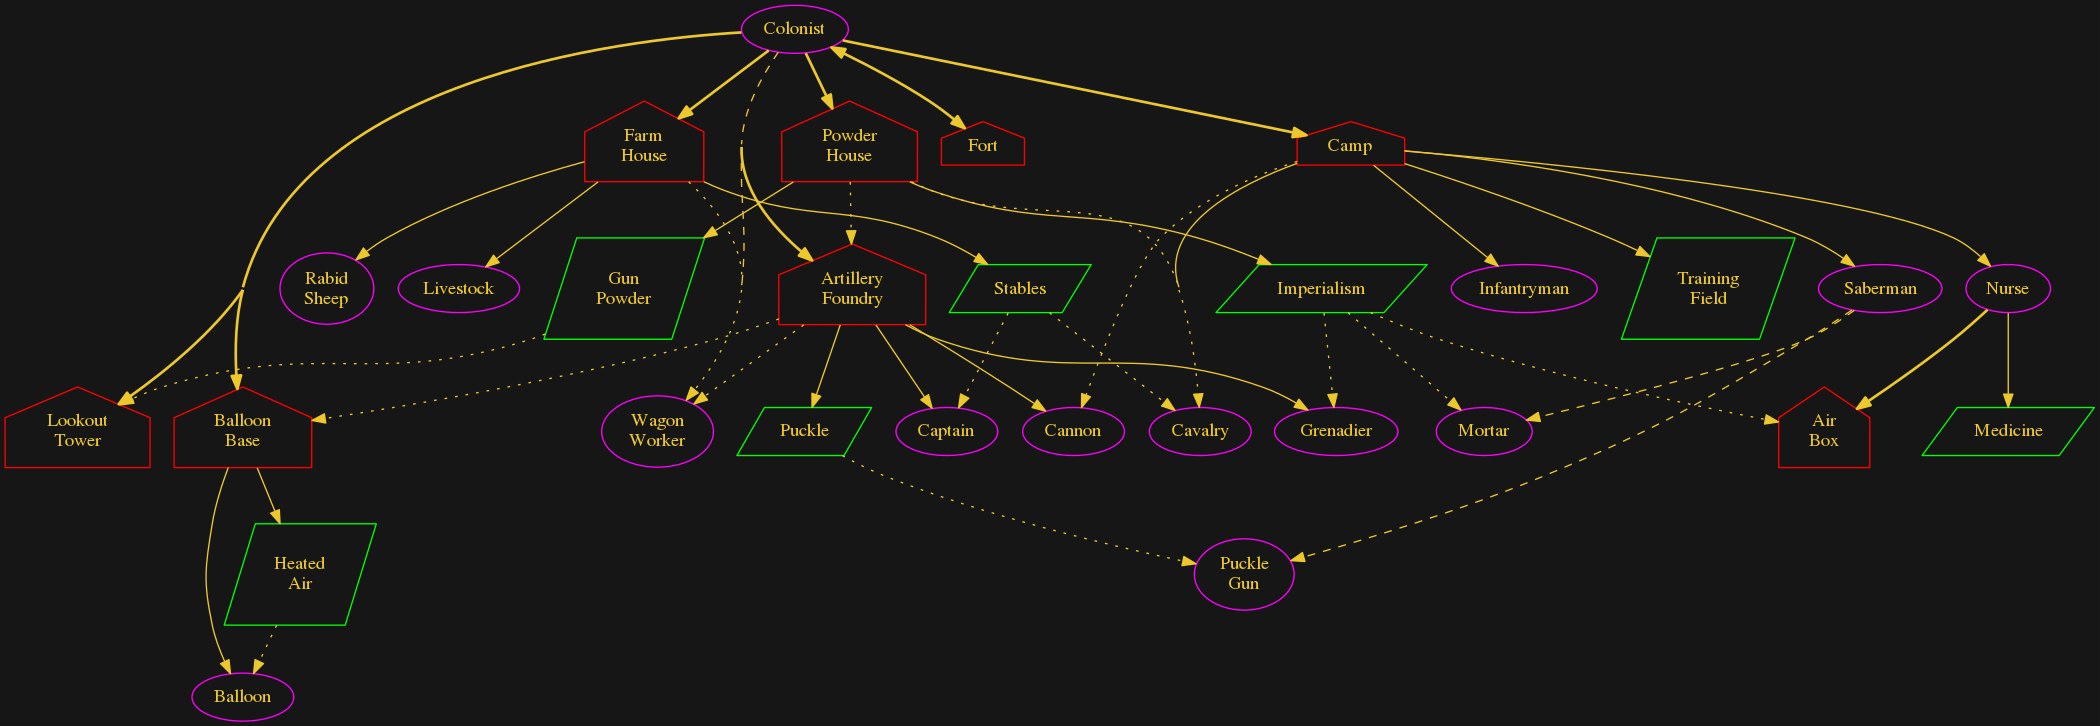 Colonist
Farm
House
Powder
House
Fort
Camp
Rabid
Sheep
Livestock
Gun
Powder
Artillery
Foundry
Stables
Imperialism
Infantryman
Training
Field
Saberman
Nurse
Lookout
Tower
Balloon
Base
Wagon
Worker
Puckle
Captain
Cannon
Cavalry
Grenadier
Mortar
Air
Box
Medicine
Heated
Air
Puckle
Gun
Balloon